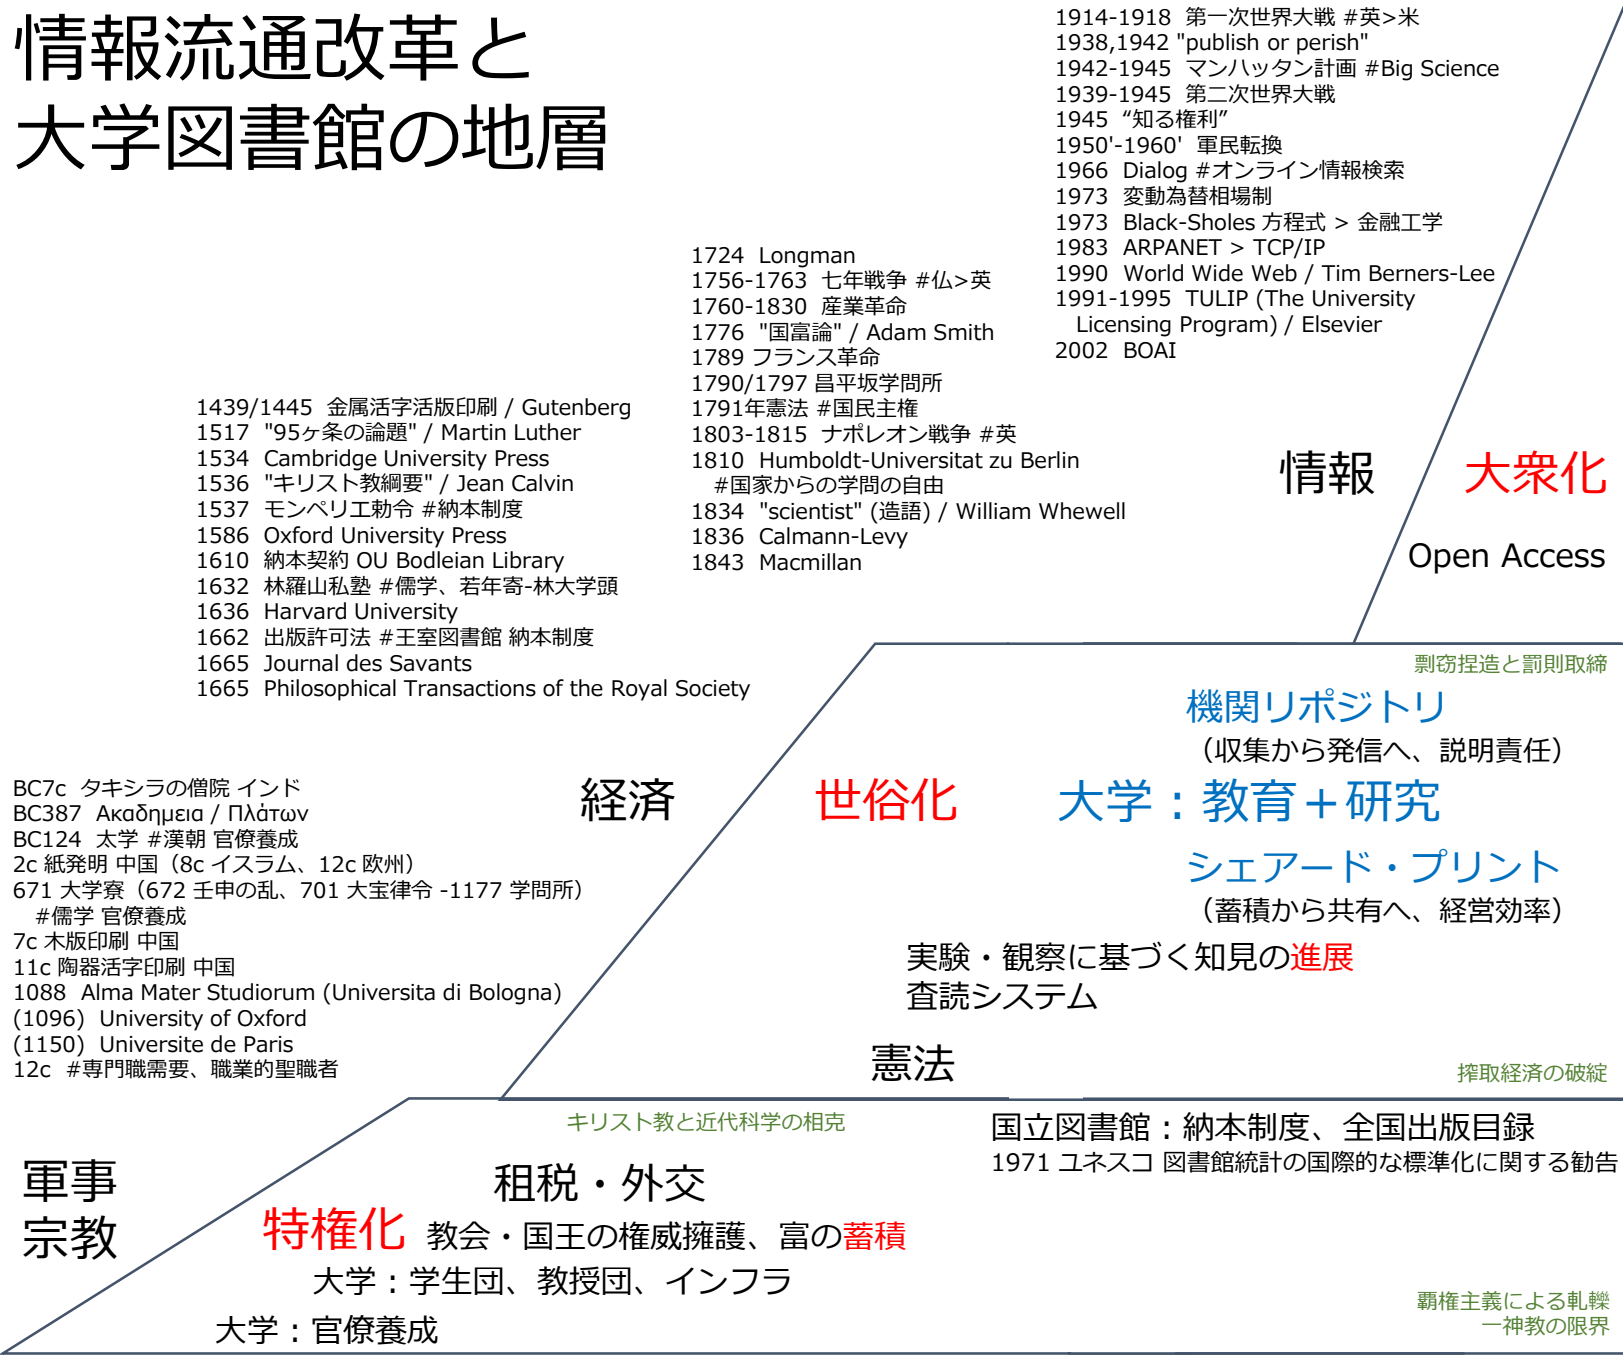 情報流通改革と
大学図書館の地層
1914-1918 第一次世界大戦 #英>米
1938,1942 "publish or perish"
1942-1945 マンハッタン計画 #Big Science
1939-1945 第二次世界大戦
1945 “知る権利”
1950'-1960' 軍民転換
1966 Dialog #オンライン情報検索
1973 変動為替相場制
1973 Black-Sholes 方程式 > 金融工学
1983 ARPANET > TCP/IP
1990 World Wide Web / Tim Berners-Lee
1991-1995 TULIP (The University
Licensing Program) / Elsevier
2002 BOAI
1724 Longman
1756-1763 七年戦争 #仏>英
1760-1830 産業革命
1776 "国富論" / Adam Smith
1789 フランス革命
1790/1797 昌平坂学問所
1791年憲法 #国民主権
1803-1815 ナポレオン戦争 #英
1810 Humboldt-Universitat zu Berlin
#国家からの学問の自由
1834 "scientist" (造語) / William Whewell
1836 Calmann-Levy
1843 Macmillan
1439/1445 金属活字活版印刷 / Gutenberg
1517 "95ヶ条の論題" / Martin Luther
1534 Cambridge University Press
1536 "キリスト教綱要" / Jean Calvin
1537 モンペリエ勅令 #納本制度
1586 Oxford University Press
1610 納本契約 OU Bodleian Library
1632 林羅山私塾 #儒学、若年寄-林大学頭
1636 Harvard University
1662 出版許可法 #王室図書館 納本制度
1665 Journal des Savants
1665 Philosophical Transactions of the Royal Society
情報 大衆化
Open Access
剽窃捏造と罰則取締
機関リポジトリ
（収集から発信へ、説明責任）
経済 世俗化 大学：教育＋研究
シェアード・プリント
（蓄積から共有へ、経営効率）
実験・観察に基づく知見の進展
査読システム
憲法
搾取経済の破綻
BC7c タキシラの僧院 インド
BC387 Ακαδημεια / Πλάτων
BC124 太学 #漢朝 官僚養成
2c 紙発明 中国（8c イスラム、12c 欧州）
671 大学寮（672 壬申の乱、701 大宝律令 -1177 学問所）
#儒学 官僚養成
7c 木版印刷 中国
11c 陶器活字印刷 中国
1088 Alma Mater Studiorum (Universita di Bologna)
(1096) University of Oxford
(1150) Universite de Paris
12c #専門職需要、職業的聖職者
キリスト教と近代科学の相克
国立図書館：納本制度、全国出版目録
1971 ユネスコ 図書館統計の国際的な標準化に関する勧告
軍事
宗教
租税・外交
特権化 教会・国王の権威擁護、富の蓄積
大学：学生団、教授団、インフラ
大学：官僚養成
覇権主義による軋轢
一神教の限界